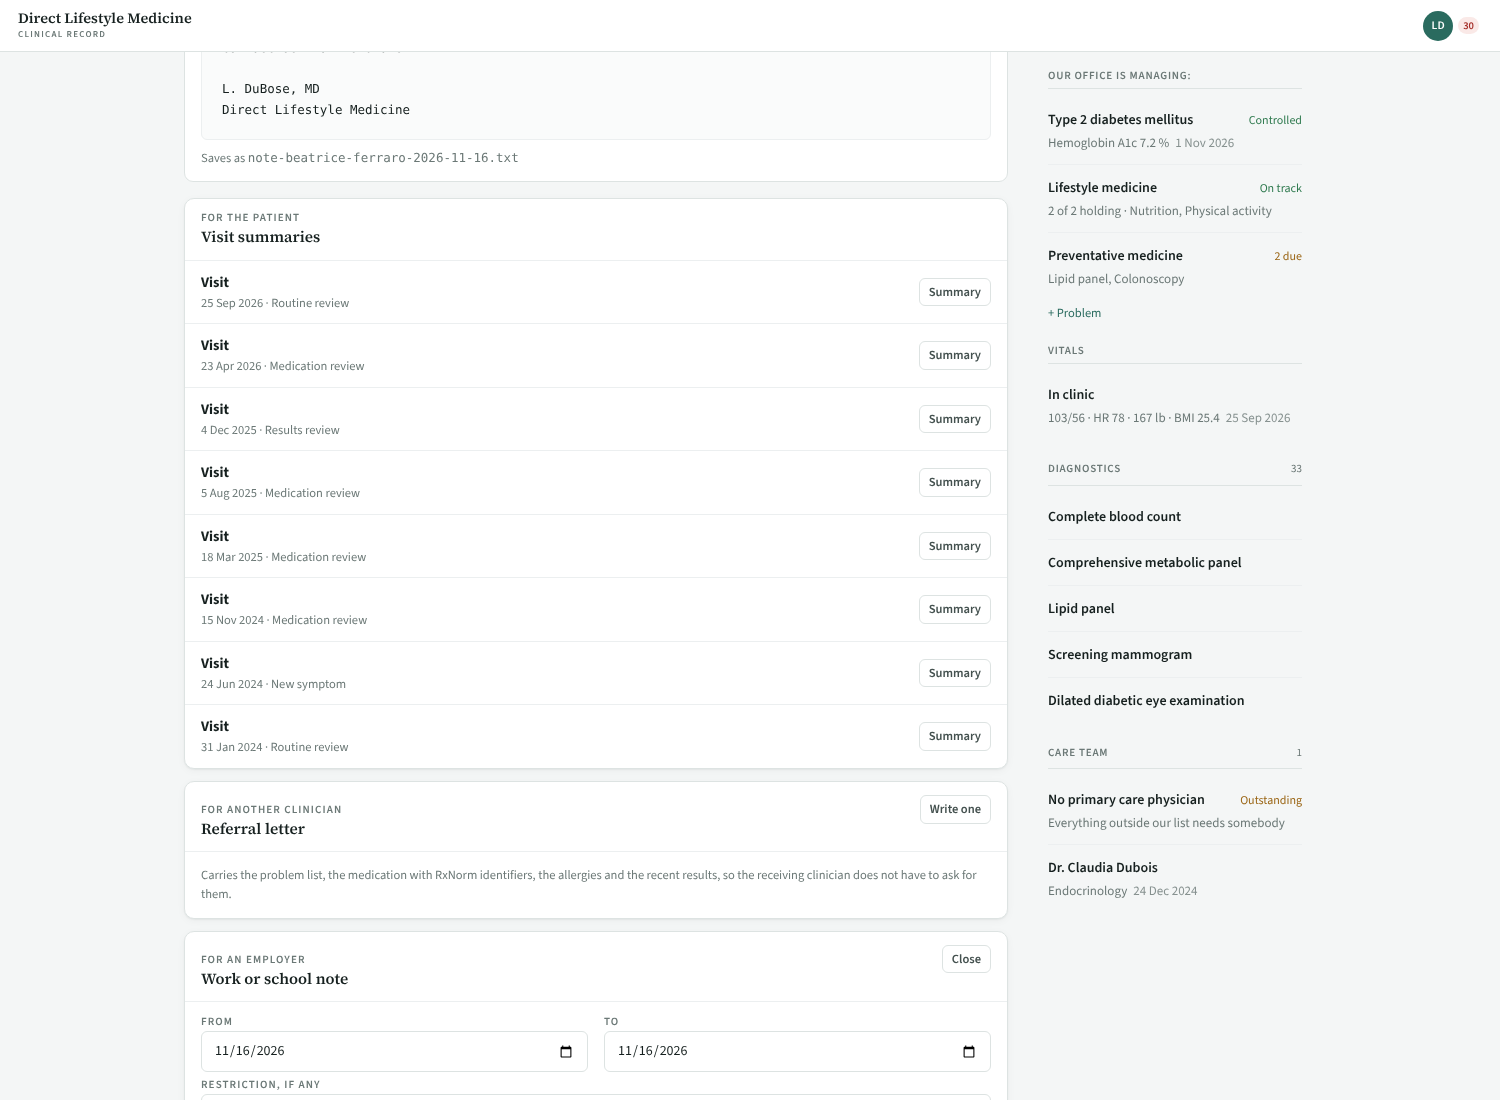 Direct Lifestyle Medicine
CLINICAL RECORD
LD
30
L. DuBose, MD
Direct Lifestyle Medicine
Saves as note-beatrice-ferraro-2026-11-16.txt
FOR THE PATIENT
Visit summaries
Visit
25 Sep 2026 · Routine review
Summary
Visit
23 Apr 2026 · Medication review
Summary
Visit
4 Dec 2025 · Results review
Summary
Visit
5 Aug 2025 · Medication review
Summary
Visit
18 Mar 2025 · Medication review
Summary
Visit
15 Nov 2024 · Medication review
Summary
Visit
24 Jun 2024 · New symptom
Summary
Visit
31 Jan 2024 · Routine review
Summary
FOR ANOTHER CLINICIAN
Referral letter
Write one
Carries the problem list, the medication with RxNorm identifiers, the allergies and the recent results, so the receiving clinician does not have to ask for
them.
FOR AN EMPLOYER
Work or school note
Close
FROM
11/16/2026
TO
11/16/2026
RESTRICTION, IF ANY
OUR OFFICE IS MANAGING:
Type 2 diabetes mellitus Controlled
Hemoglobin A1c 7.2 % 1 Nov 2026
Lifestyle medicine On track
2 of 2 holding · Nutrition, Physical activity
Preventative medicine 2 due
Lipid panel, Colonoscopy
+ Problem
VITALS
In clinic
103/56 · HR 78 · 167 lb · BMI 25.4 25 Sep 2026
DIAGNOSTICS 33
Complete blood count
Comprehensive metabolic panel
Lipid panel
Screening mammogram
Dilated diabetic eye examination
CARE TEAM 1
No primary care physician Outstanding
Everything outside our list needs somebody
Dr. Claudia Dubois
Endocrinology 24 Dec 2024